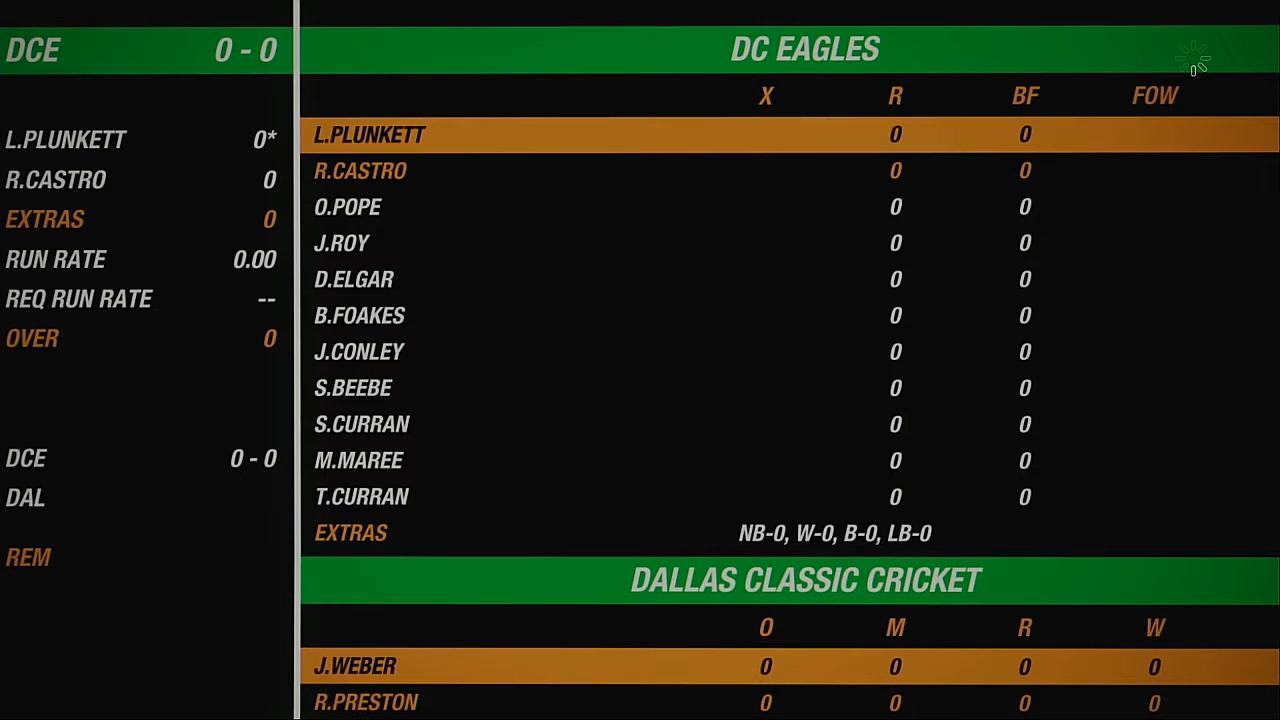 DCE 0 - 0
L.PLUNKETT 0*
R.CASTRO 0
EXTRAS 0
RUN RATE 0.00
REQ RUN RATE --
OVER 0
DCE 0 - 0
DAL
REM
DC EAGLES
X R BF FOW
L.PLUNKETT 0 0
R.CASTRO 0 0
O.POPE 0 0
J.ROY 0 0
D.ELGAR 0 0
B.FOAKES 0 0
J.CONLEY 0 0
S.BEEBE 0 0
S.CURRAN 0 0
M.MAREE 0 0
T.CURRAN 0 0
EXTRAS NB-0, W-0, B-0, LB-0
DALLAS CLASSIC CRICKET
O M R W
J.WEBER 0 0 0 0
R.PRESTON 0 0 0 0